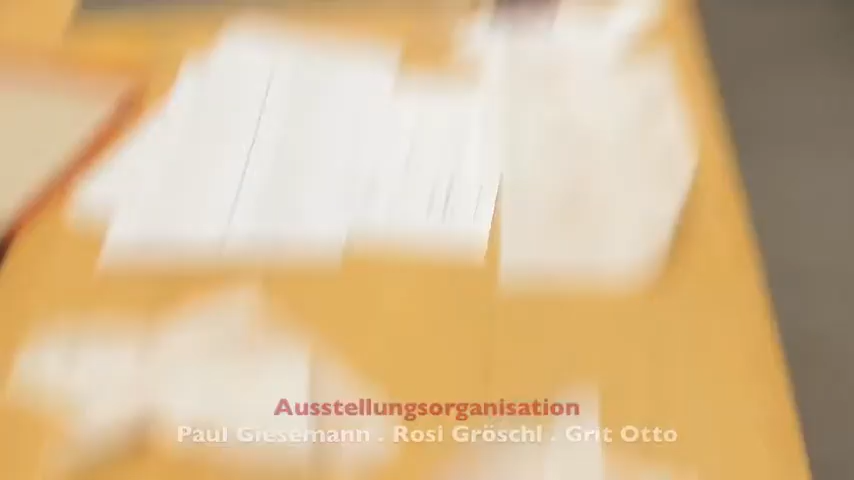 Ausstellungsorganisation
Paul Giesemann . Rosi Gröschl . Grit Otto